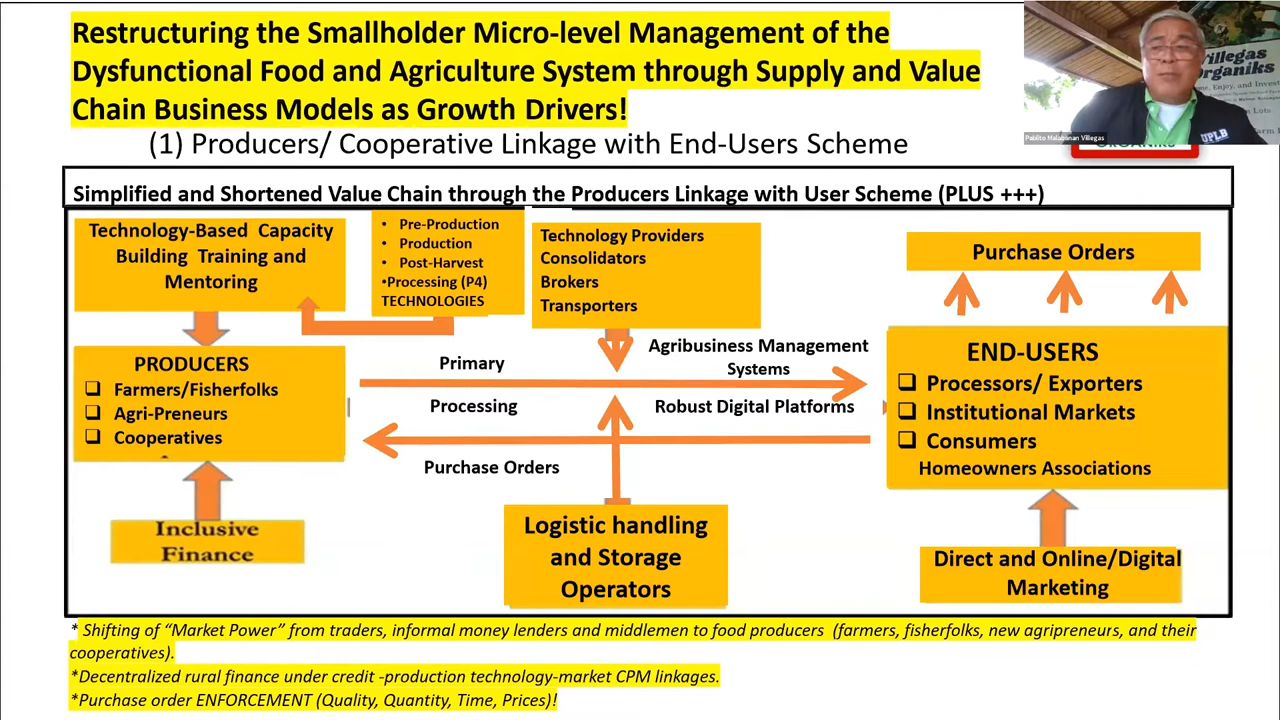 Restructuring the Smallholder Micro-level Management of the
Dysfunctional Food and Agriculture System through Supply and Value
Chain Business Models as Growth Drivers!
(1) Producers/ Cooperative Linkage with End-Users Scheme
Villegas
Organiks
Pablito Malabanan Villegas
UPLB
Simplified and Shortened Value Chain through the Producers Linkage with User Scheme (PLUS +++)
Technology-Based Capacity
Building Training and
Mentoring
• Pre-Production
• Production
• Post-Harvest
•Processing (P4)
TECHNOLOGIES
Technology Providers
Consolidators
Brokers
Transporters
Purchase Orders
PRODUCERS
❑ Farmers/Fisherfolks
❑ Agri-Preneurs
❑ Cooperatives
Primary
Processing
Agribusiness Management
Systems
Robust Digital Platforms
Purchase Orders
END-USERS
❑ Processors/ Exporters
❑ Institutional Markets
❑ Consumers
Homeowners Associations
Inclusive
Finance
Logistic handling
and Storage
Operators
Direct and Online/Digital
Marketing
* Shifting of “Market Power” from traders, informal money lenders and middlemen to food producers (farmers, fisherfolks, new agripreneurs, and their
cooperatives).
*Decentralized rural finance under credit -production technology-market CPM linkages.
*Purchase order ENFORCEMENT (Quality, Quantity, Time, Prices)!